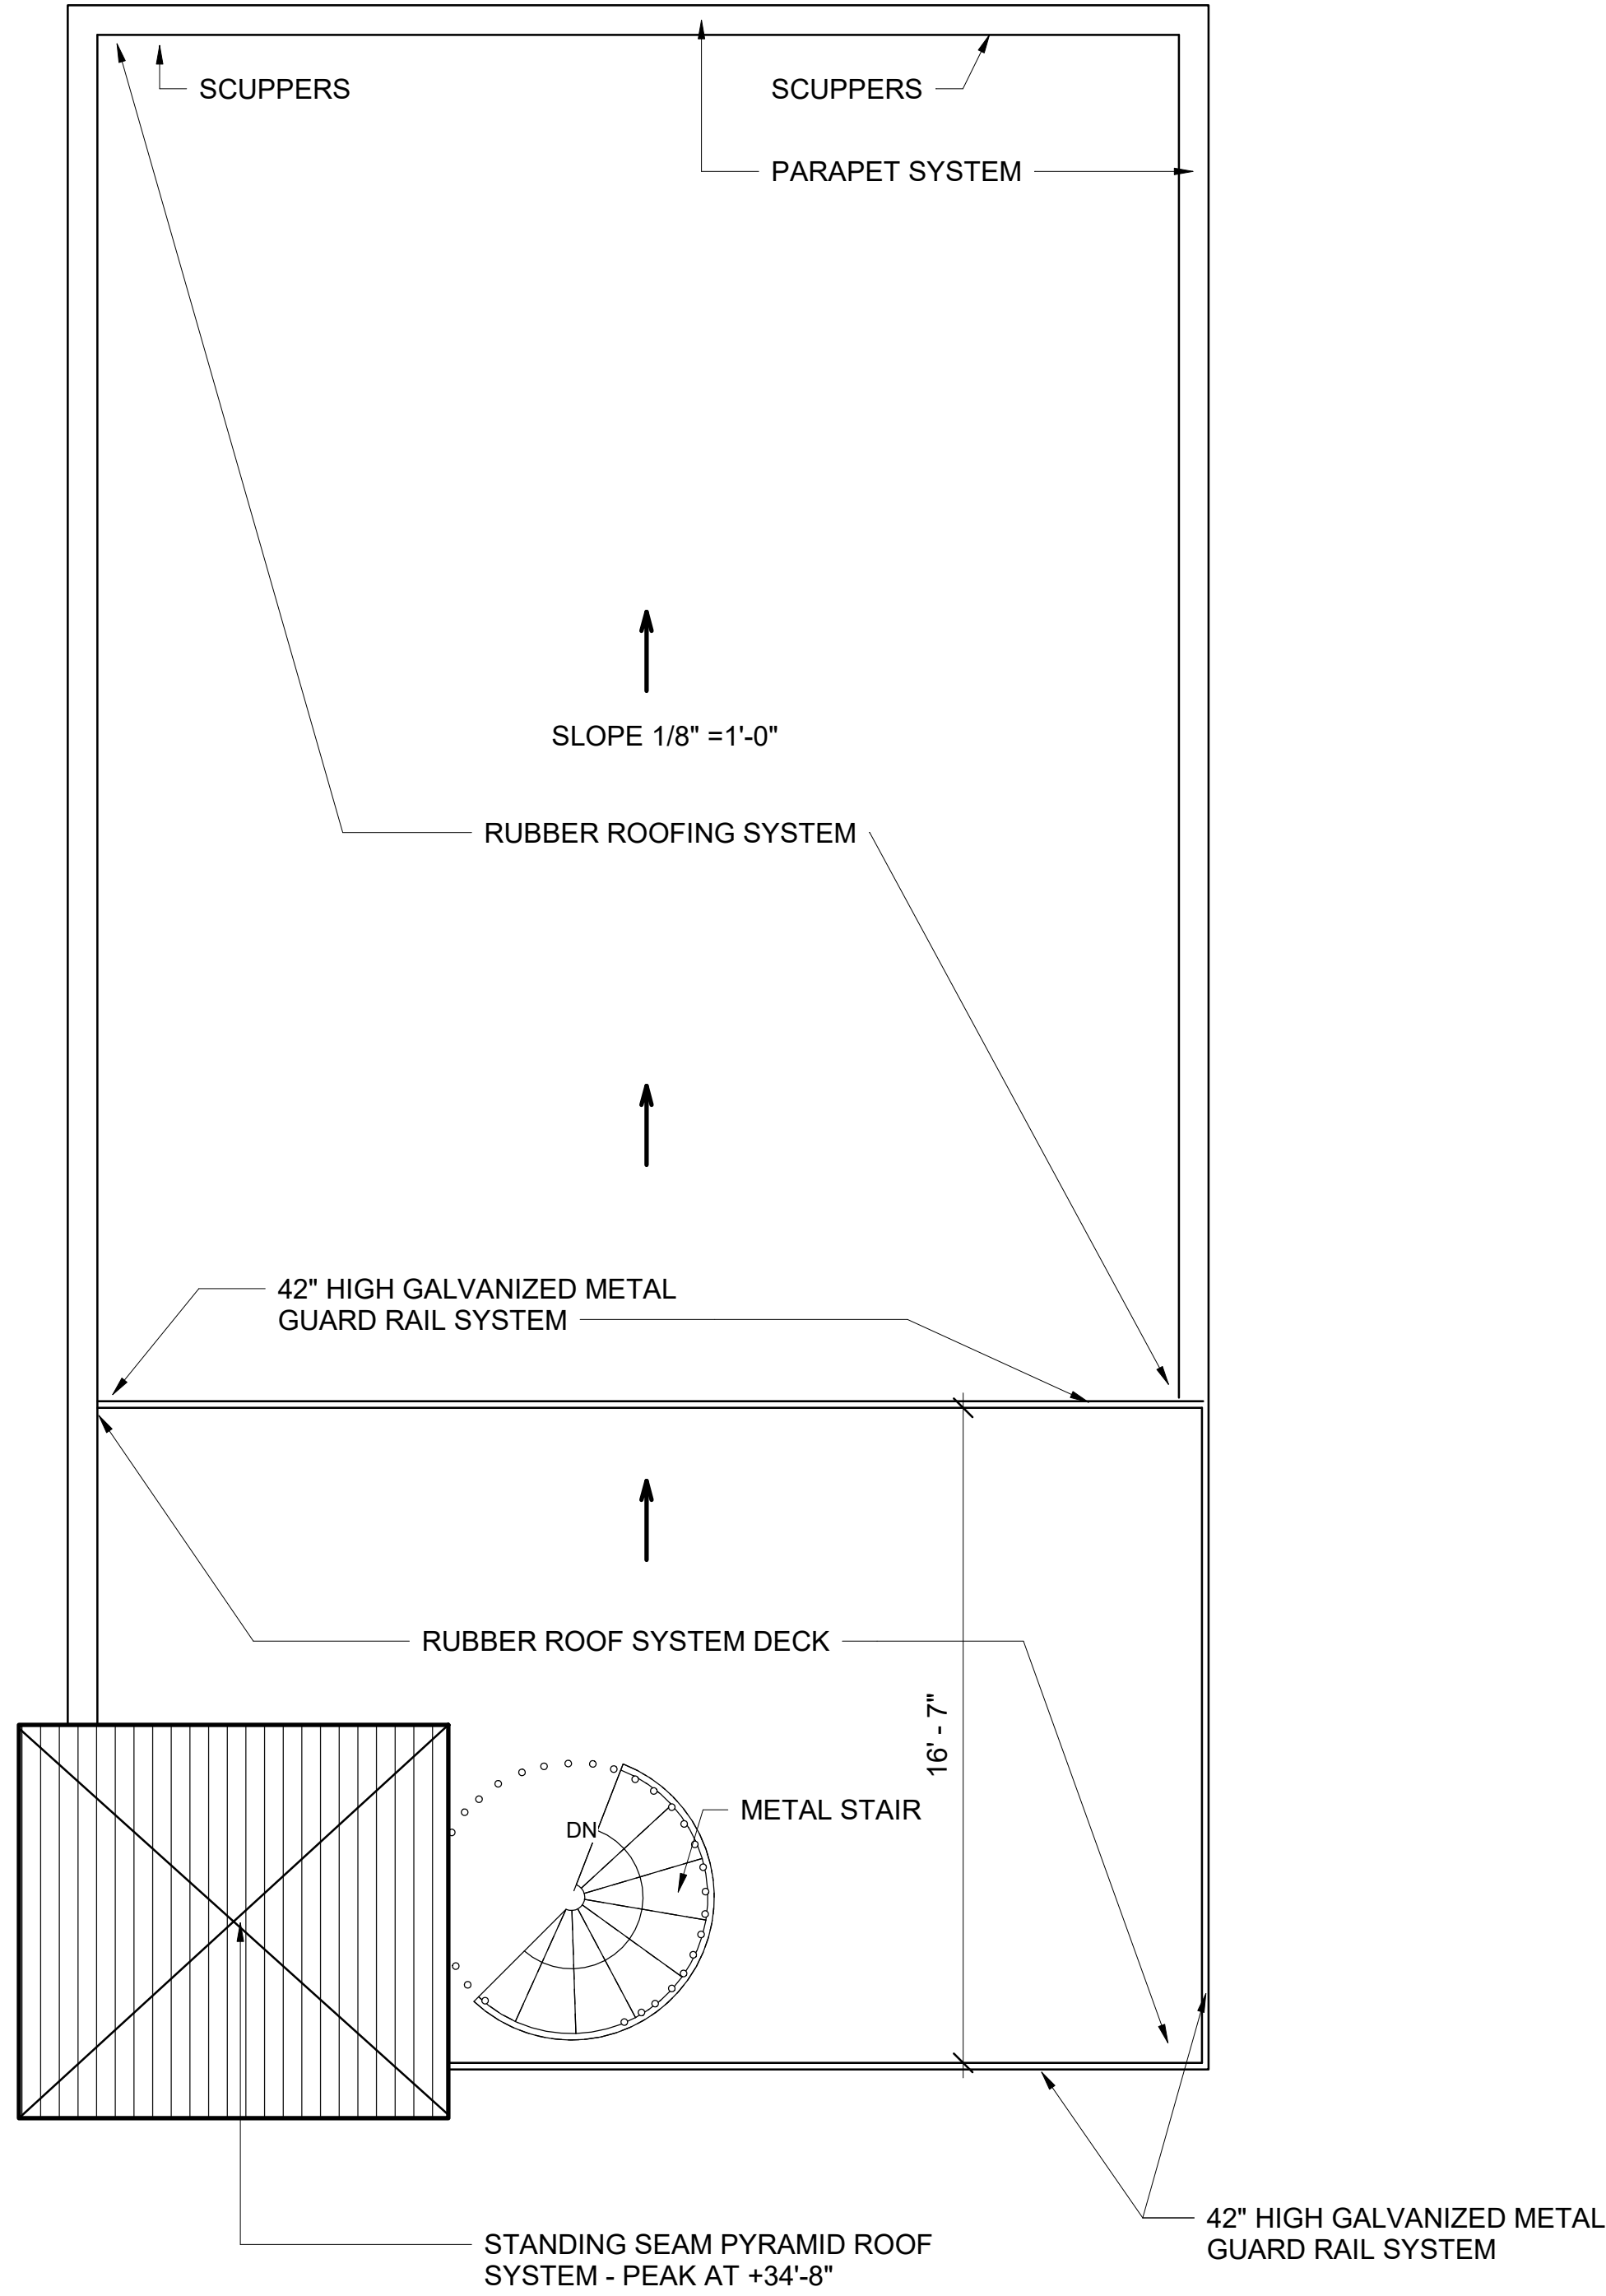 SCUPPERS
SCUPPERS
PARAPET SYSTEM
SLOPE 1/8" =1'-0"
RUBBER ROOFING SYSTEM
42" HIGH GALVANIZED METAL
GUARD RAIL SYSTEM
RUBBER ROOF SYSTEM DECK
16' - 7"
METAL STAIR
DN
42" HIGH GALVANIZED METAL
GUARD RAIL SYSTEM
STANDING SEAM PYRAMID ROOF
SYSTEM - PEAK AT +34'-8"